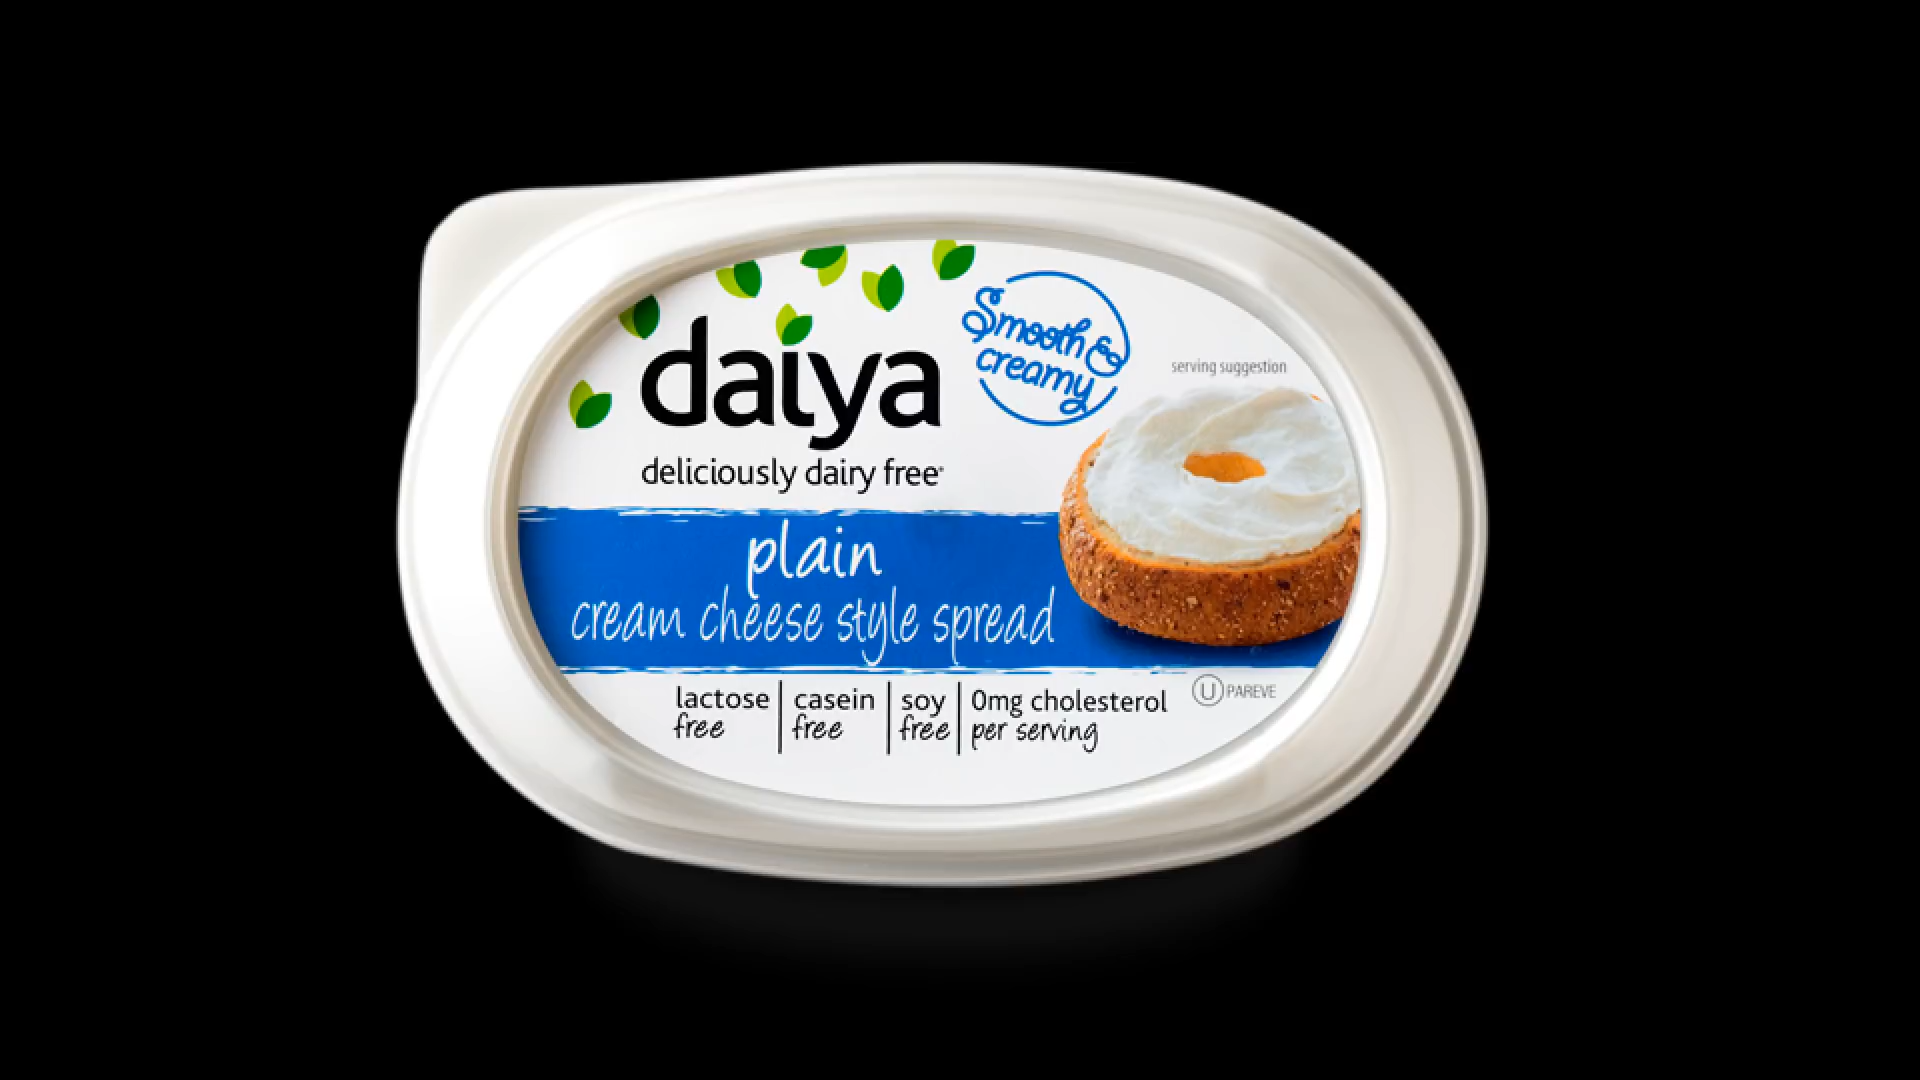 daiya
deliciously dairy free
Smooth &
creamy
serving suggestion
plain
cream cheese style spread
lactose
free
casein
free
soy
free
0mg cholesterol
per serving
U PAREVE